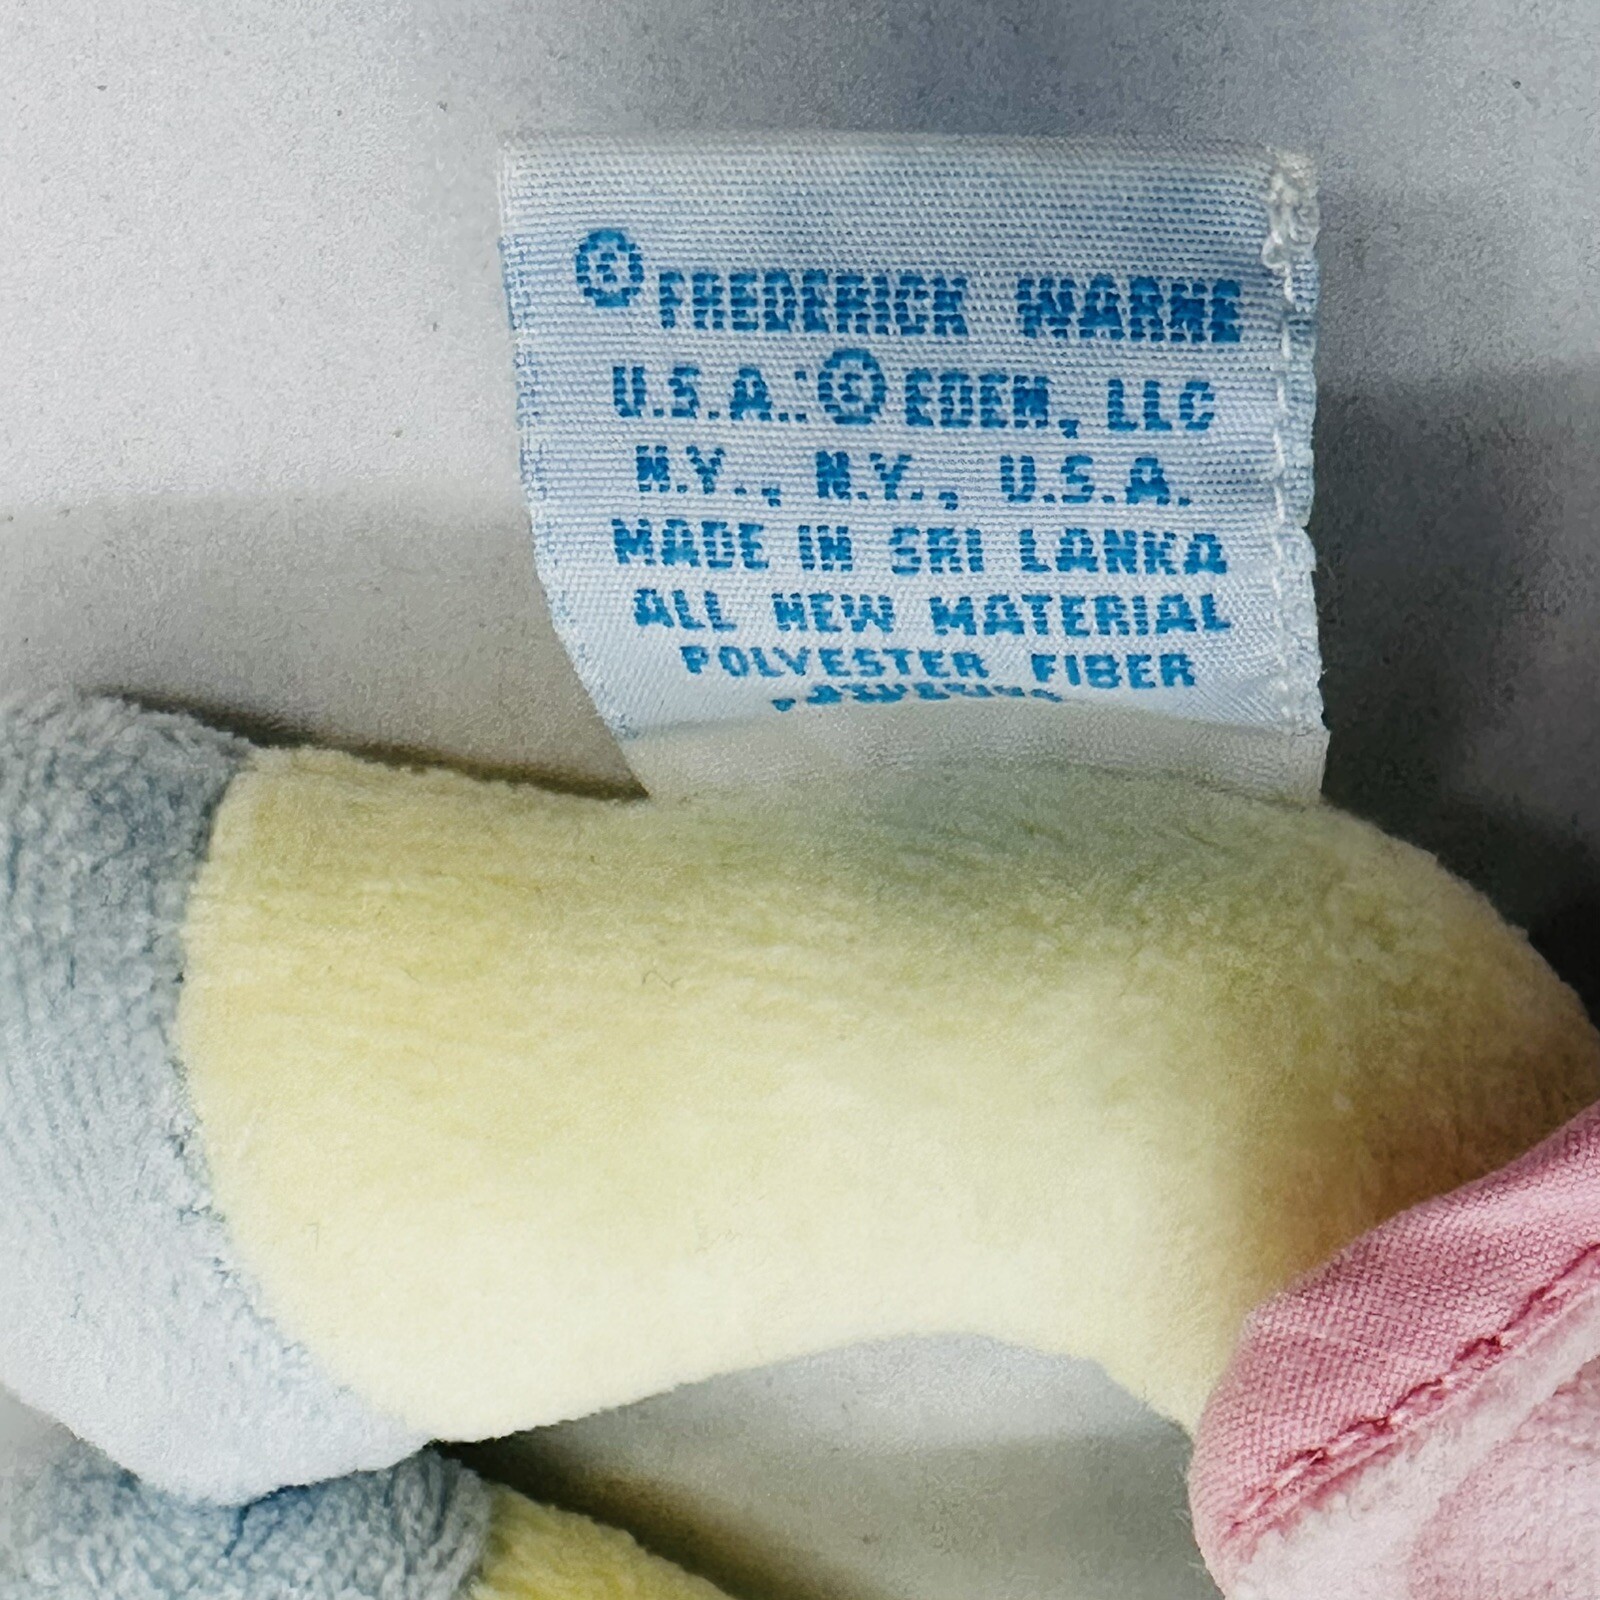 © FREDERICK WARNE
U.S.A. © EDEN, LLC
N.Y., N.Y., U.S.A.
MADE IN SRI LANKA
ALL NEW MATERIAL
POLYESTER FIBER